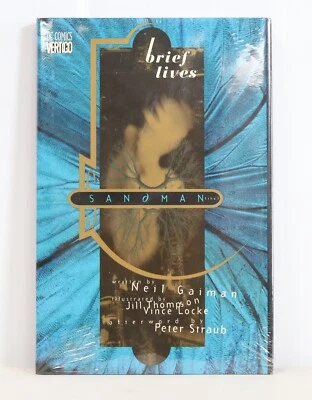 DC COMICS
VERTIGO
brief
lives
SANdMAN
written by
Neil Gaiman
illustrated by
Jill Thompson
Vince Locke
afterword by
Peter Straub